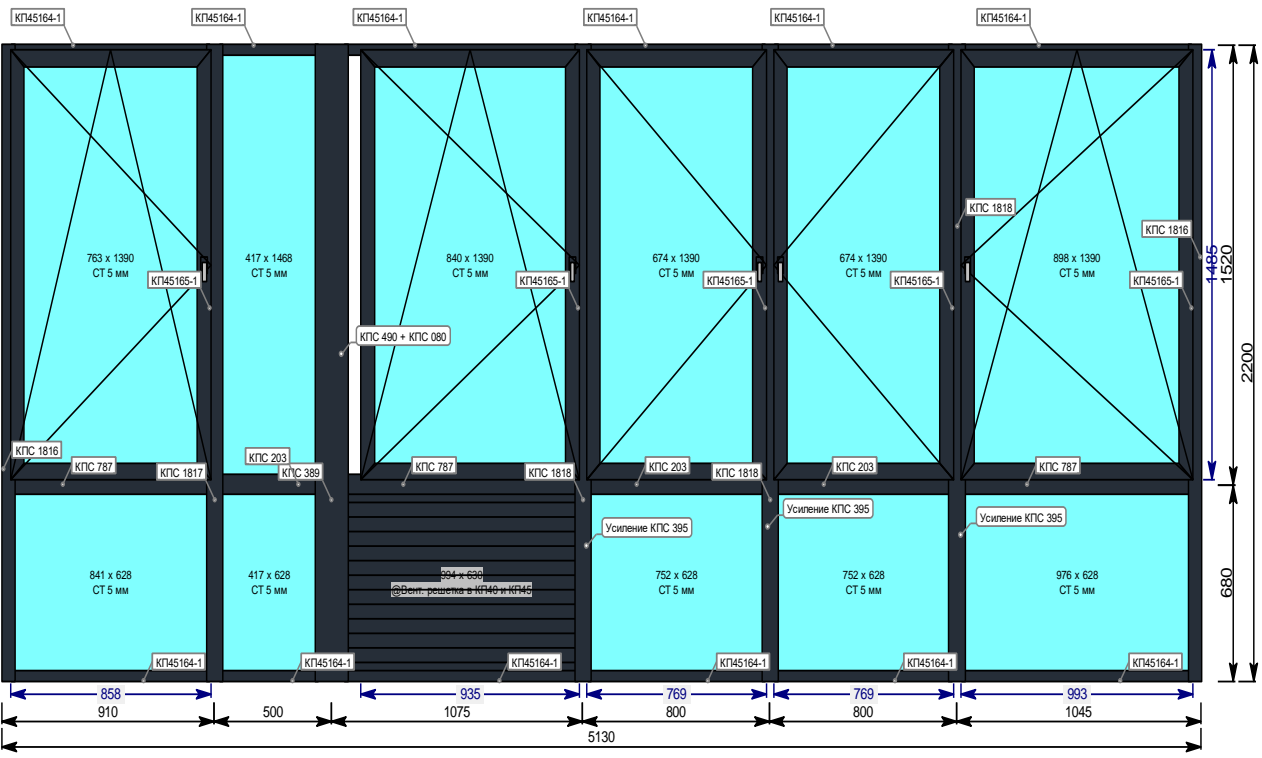 КП45164-1
КП45164-1
КП45164-1
КП45164-1
КП45164-1
КП45164-1
КПС 1818
КПС 1816
763 x 1390
СТ 5 мм
417 x 1468
СТ 5 мм
840 x 1390
СТ 5 мм
674 x 1390
СТ 5 мм
674 x 1390
СТ 5 мм
898 x 1390
СТ 5 мм
1485
1520
КП45165-1
КП45165-1
КП45165-1
КП45165-1
КП45165-1
КПС 490 + КПС 080
2200
КПС 1816
КПС 787
КПС 1817
КПС 203
КПС 389
КПС 787
КПС 1818
КПС 203
КПС 1818
КПС 203
КПС 787
Усиление КПС 395
Усиление КПС 395
Усиление КПС 395
841 x 628
СТ 5 мм
417 x 628
СТ 5 мм
994 x 630
@Вент. решетка в КП40 и КП45
752 x 628
СТ 5 мм
752 x 628
СТ 5 мм
976 x 628
СТ 5 мм
680
КП45164-1
КП45164-1
КП45164-1
КП45164-1
КП45164-1
КП45164-1
858
935
769
769
993
910
500
1075
800
800
1045
5130